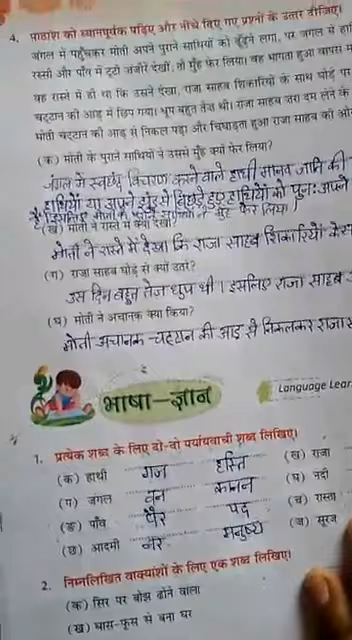 4. पाठांश को ध्यानपूर्वक पढ़िए और नीचे दिए गए प्रश्नों के उत्तर दीजिए।
जंगल में पहुँचकर मोती अपने पुराने साथियों को ढूँढ़ने लगा, पर जंगल से हा
रस्सी और पाँव में टूटी जंजीरें देखीं, तो मुँह फेर लिया। वह भागता हुआ वापस म
वह रास्ते में ही था कि उसने देखा, राजा साहब शिकारियों के साथ घोड़े पर
चट्टान की आड़ में छिप गया। धूप बहुत तेज थी। राजा साहब ज़रा दम लेने के
मोती चट्टान की आड़ से निकल पड़ा और चिंघाड़ता हुआ राजा साहब की ओ
(क) मोती के पुराने साथियों ने उससे मुँह क्यों फेर लिया?
जंगल में स्वच्छंद विचरण करने वाले हाथी मानव जाति की
हाथियों या अपने झुंड से बिछड़े हुए हाथियों को पुनः अपने
है इसलिए मोती के पुराने साथियों ने मुँह फेर लिया।
(ख) मोती ने रास्ते में क्या देखा?
मोती ने रास्ते में देखा कि राजा साहब शिकारियों के स
(ग) राजा साहब घोड़े से क्यों उतरे?
उस दिन बहुत तेज धूप थी। इसलिए राजा साहब
(घ) मोती ने अचानक क्या किया?
मोती अचानक चट्टान की आड़ से निकलकर राजा स
भाषा-ज्ञान
Language Lear
1. प्रत्येक शब्द के लिए दो-दो पर्यायवाची शब्द लिखिए।
(क) हाथी गज हस्ति (ख) राजा
(ग) जंगल वन कानन (घ) नदी
(ङ) पाँव पैर पद (च) रास्ता
(छ) आदमी नर मनुष्य (ज) सूरज
2. निम्नलिखित वाक्यांशों के लिए एक शब्द लिखिए।
(क) सिर पर बोझ ढोने वाला
(ख) घास-फूस से बना घर